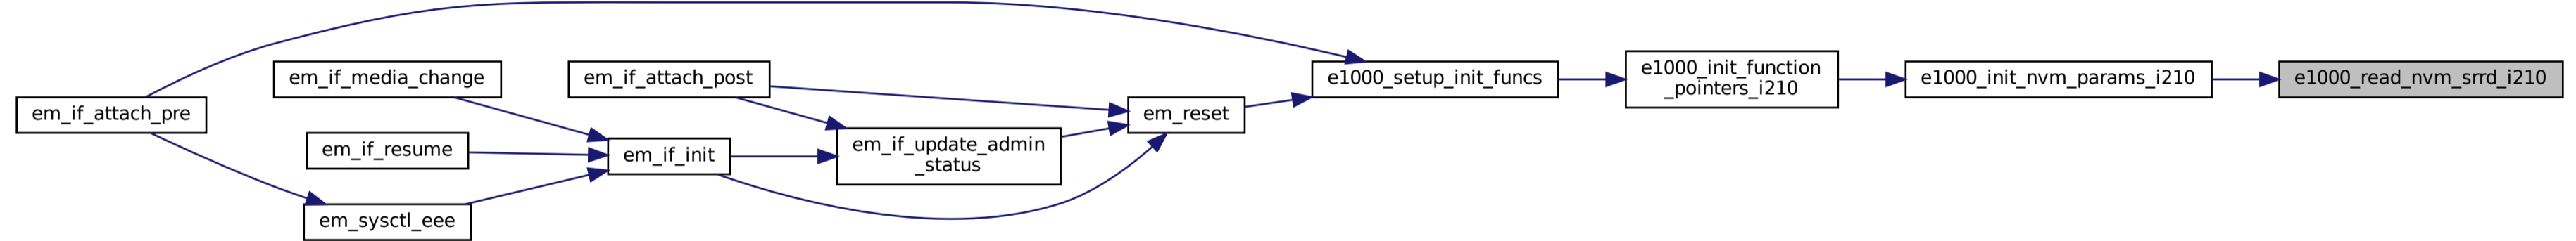 em_if_attach_pre
em_if_media_change
em_if_resume
em_sysctl_eee
em_if_attach_post
em_if_init
em_if_update_admin
_status
em_reset
e1000_setup_init_funcs
e1000_init_function
_pointers_i210
e1000_init_nvm_params_i210
e1000_read_nvm_srrd_i210